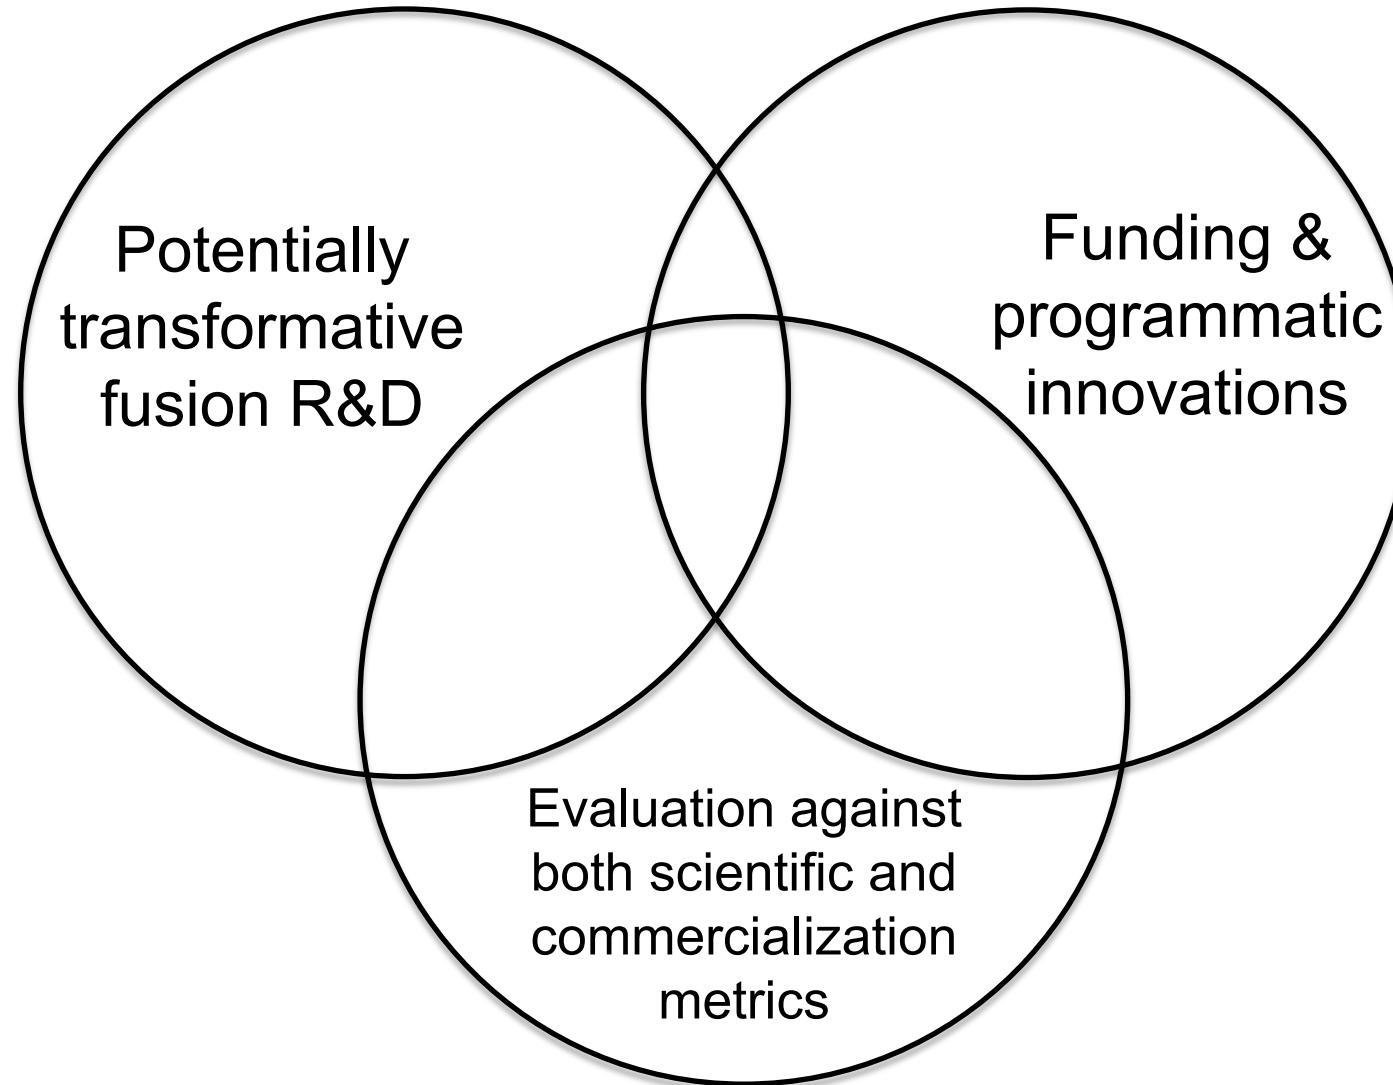 Potentially
transformative
fusion R&D
Funding &
programmatic
innovations
Evaluation against
both scientific and
commercialization
metrics